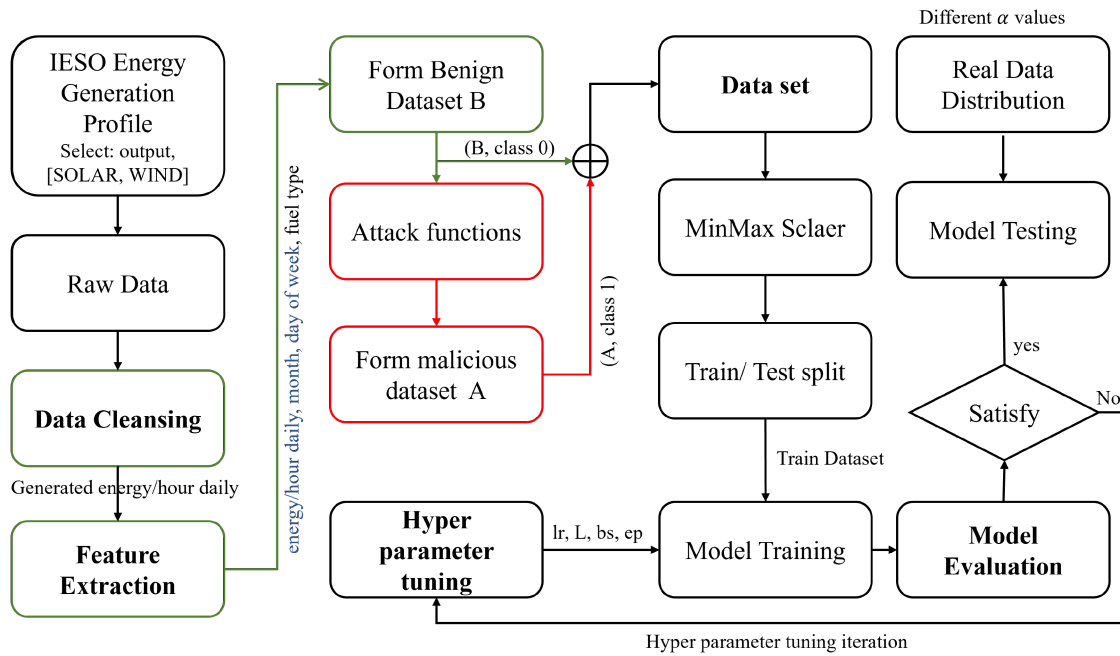 IESO Energy
Generation
Profile
Select: output,
[SOLAR, WIND]
Raw Data
Data Cleansing
Generated energy/hour daily
Feature
Extraction
energy/hour daily, month, day of week, fuel type
Form Benign
Dataset B
(B, class 0)
Attack functions
Form malicious
dataset A
(A, class 1)
Hyper
parameter
tuning
lr, L, bs, ep
Data set
MinMax Sclaer
Train/ Test split
Train Dataset
Model Training
Different α values
Real Data
Distribution
Model Testing
yes
Satisfy
No
Model
Evaluation
Hyper parameter tuning iteration